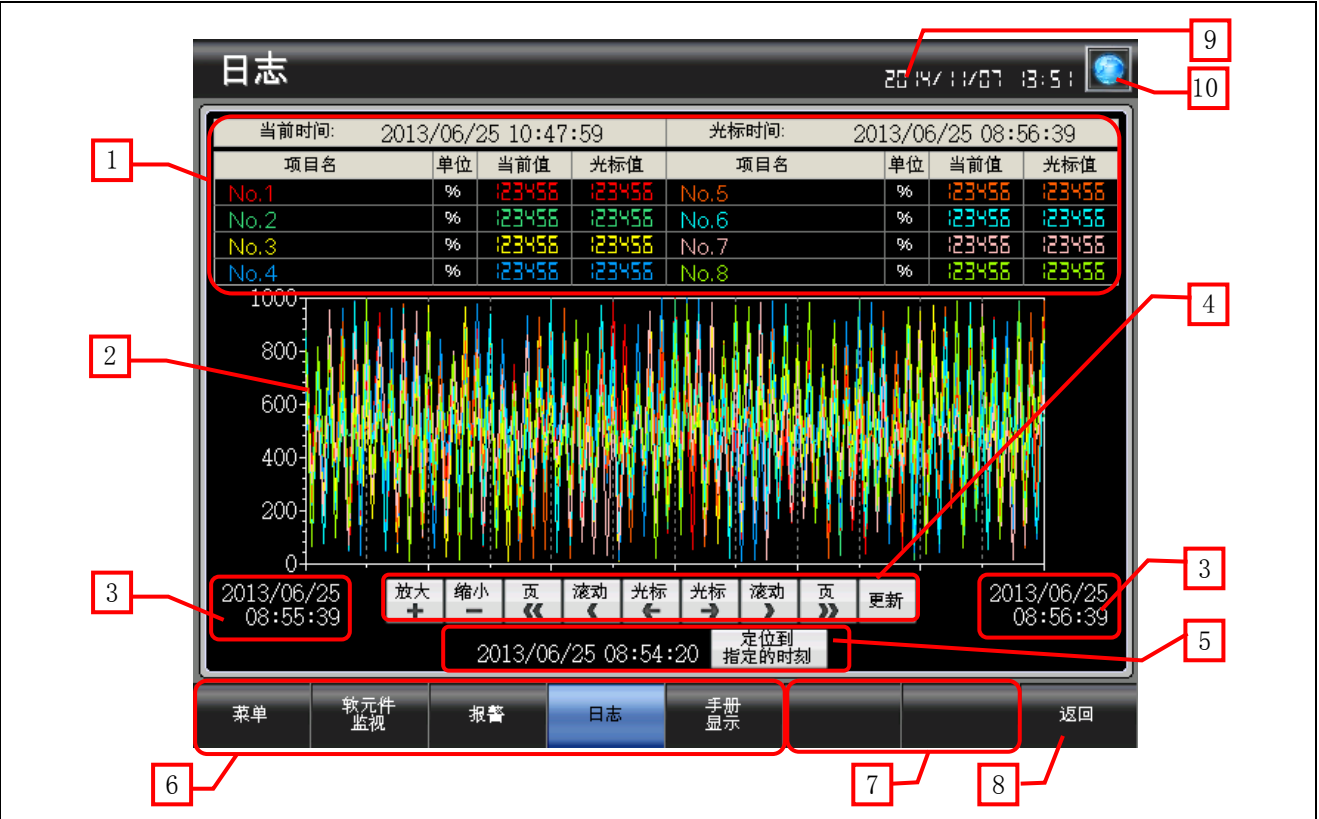 9
日志
2014/11/07 13:51
10
当前时间: 2013/06/25 10:47:59 光标时间: 2013/06/25 08:56:39
1
项目名 单位 当前值 光标值 项目名 单位 当前值 光标值
No.1 % 123456 123456 No.5 % 123456 123456
No.2 % 123456 123456 No.6 % 123456 123456
No.3 % 123456 123456 No.7 % 123456 123456
No.4 % 123456 123456 No.8 % 123456 123456
1000
4
2
800
600
400
200
0
3
2013/06/25
08:55:39
放大 缩小 页 滚动 光标 光标 滚动 页 更新
+ − 《 ‹ ← → › 》
2013/06/25
08:56:39
3
2013/06/25 08:54:20
定位到
指定的时刻
5
菜单
软元件
监视
报警
日志
手册
显示
返回
6
7
8